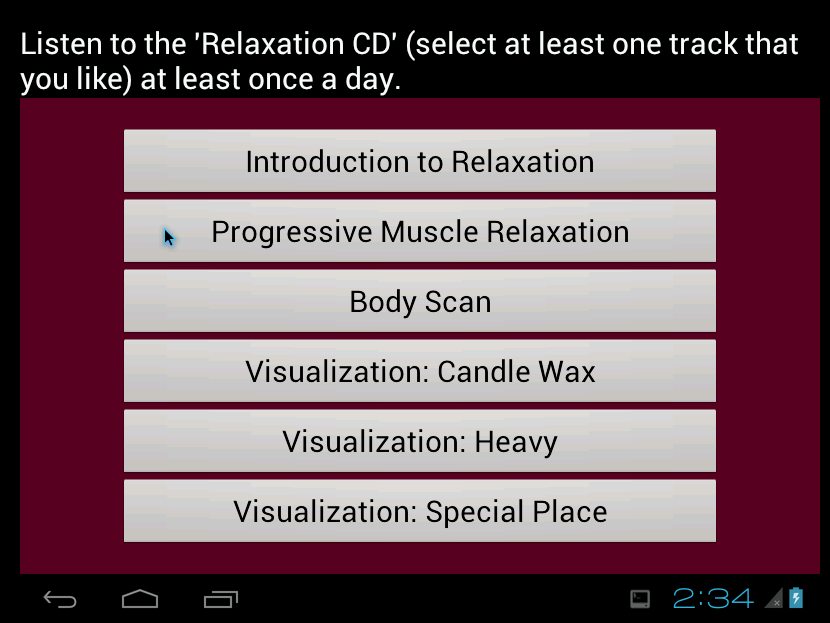 Listen to the 'Relaxation CD' (select at least one track that
you like) at least once a day.
Introduction to Relaxation
Progressive Muscle Relaxation
Body Scan
Visualization: Candle Wax
Visualization: Heavy
Visualization: Special Place
2:34